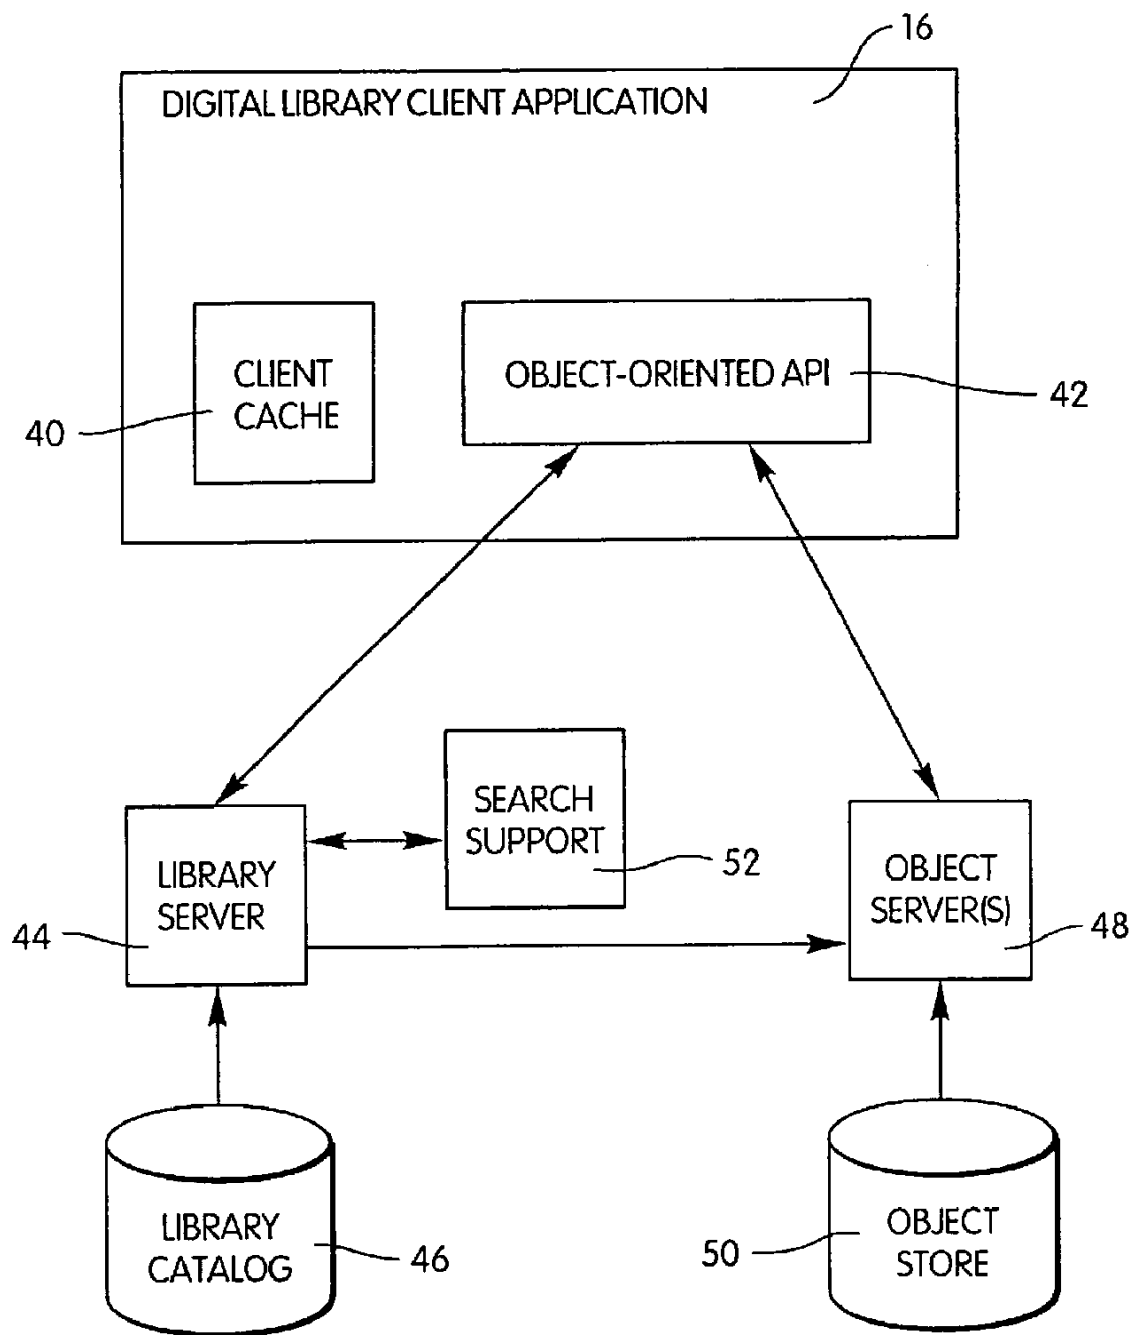 16
DIGITAL LIBRARY CLIENT APPLICATION
CLIENT
CACHE
40
OBJECT-ORIENTED API
42
SEARCH
SUPPORT
52
LIBRARY
SERVER
44
OBJECT
SERVER(S)
48
LIBRARY
CATALOG
46
OBJECT
STORE
50